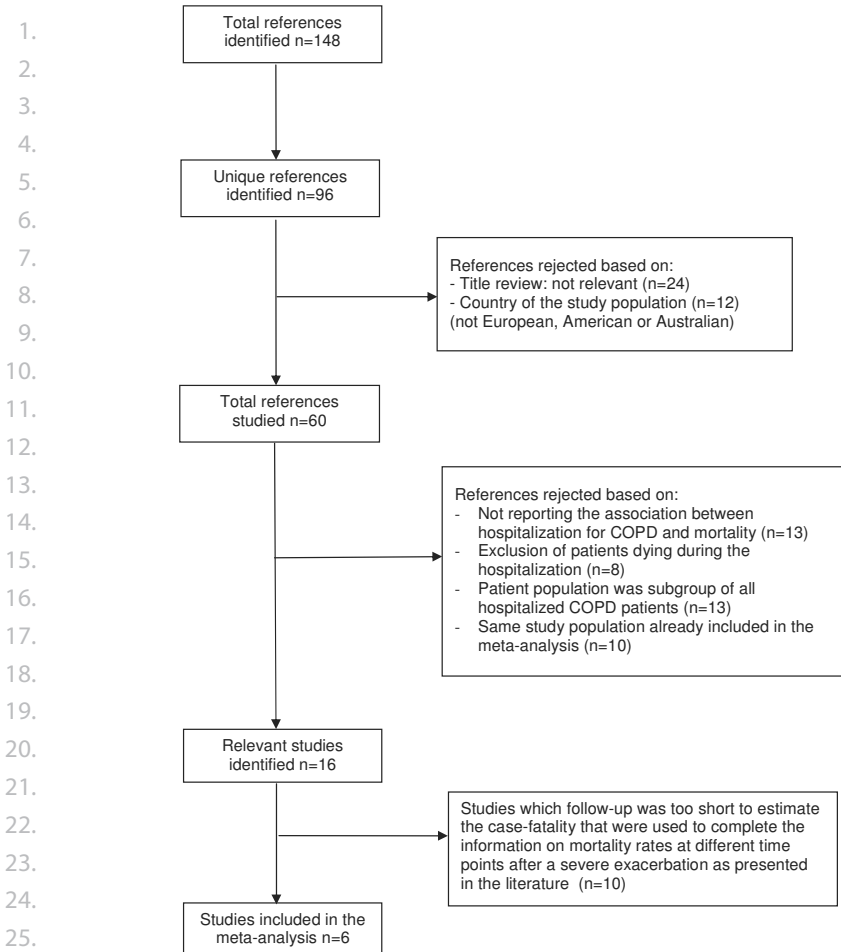 1.
2.
3.
4.
5.
6.
7.
8.
9.
10.
11.
12.
13.
14.
15.
16.
17.
18.
19.
20.
21.
22.
23.
24.
25.
Total references
identified n=148
Unique references
identified n=96
References rejected based on:
- Title review: not relevant (n=24)
- Country of the study population (n=12)
(not European, American or Australian)
Total references
studied n=60
References rejected based on:
- Not reporting the association between
hospitalization for COPD and mortality (n=13)
- Exclusion of patients dying during the
hospitalization (n=8)
- Patient population was subgroup of all
hospitalized COPD patients (n=13)
- Same study population already included in the
meta-analysis (n=10)
Relevant studies
identified n=16
Studies which follow-up was too short to estimate
the case-fatality that were used to complete the
information on mortality rates at different time
points after a severe exacerbation as presented
in the literature (n=10)
Studies included in the
meta-analysis n=6